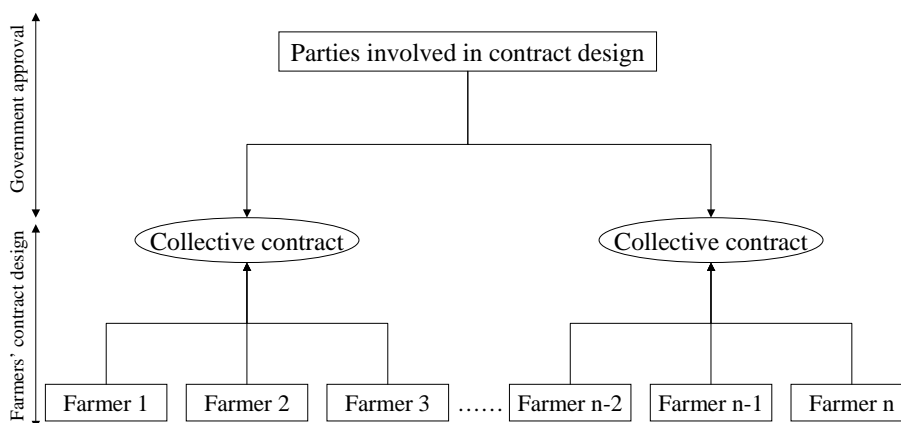 Government approval
Parties involved in contract design
Collective contract
Collective contract
Farmers' contract design
Farmer 1
Farmer 2
Farmer 3
......
Farmer n-2
Farmer n-1
Farmer n